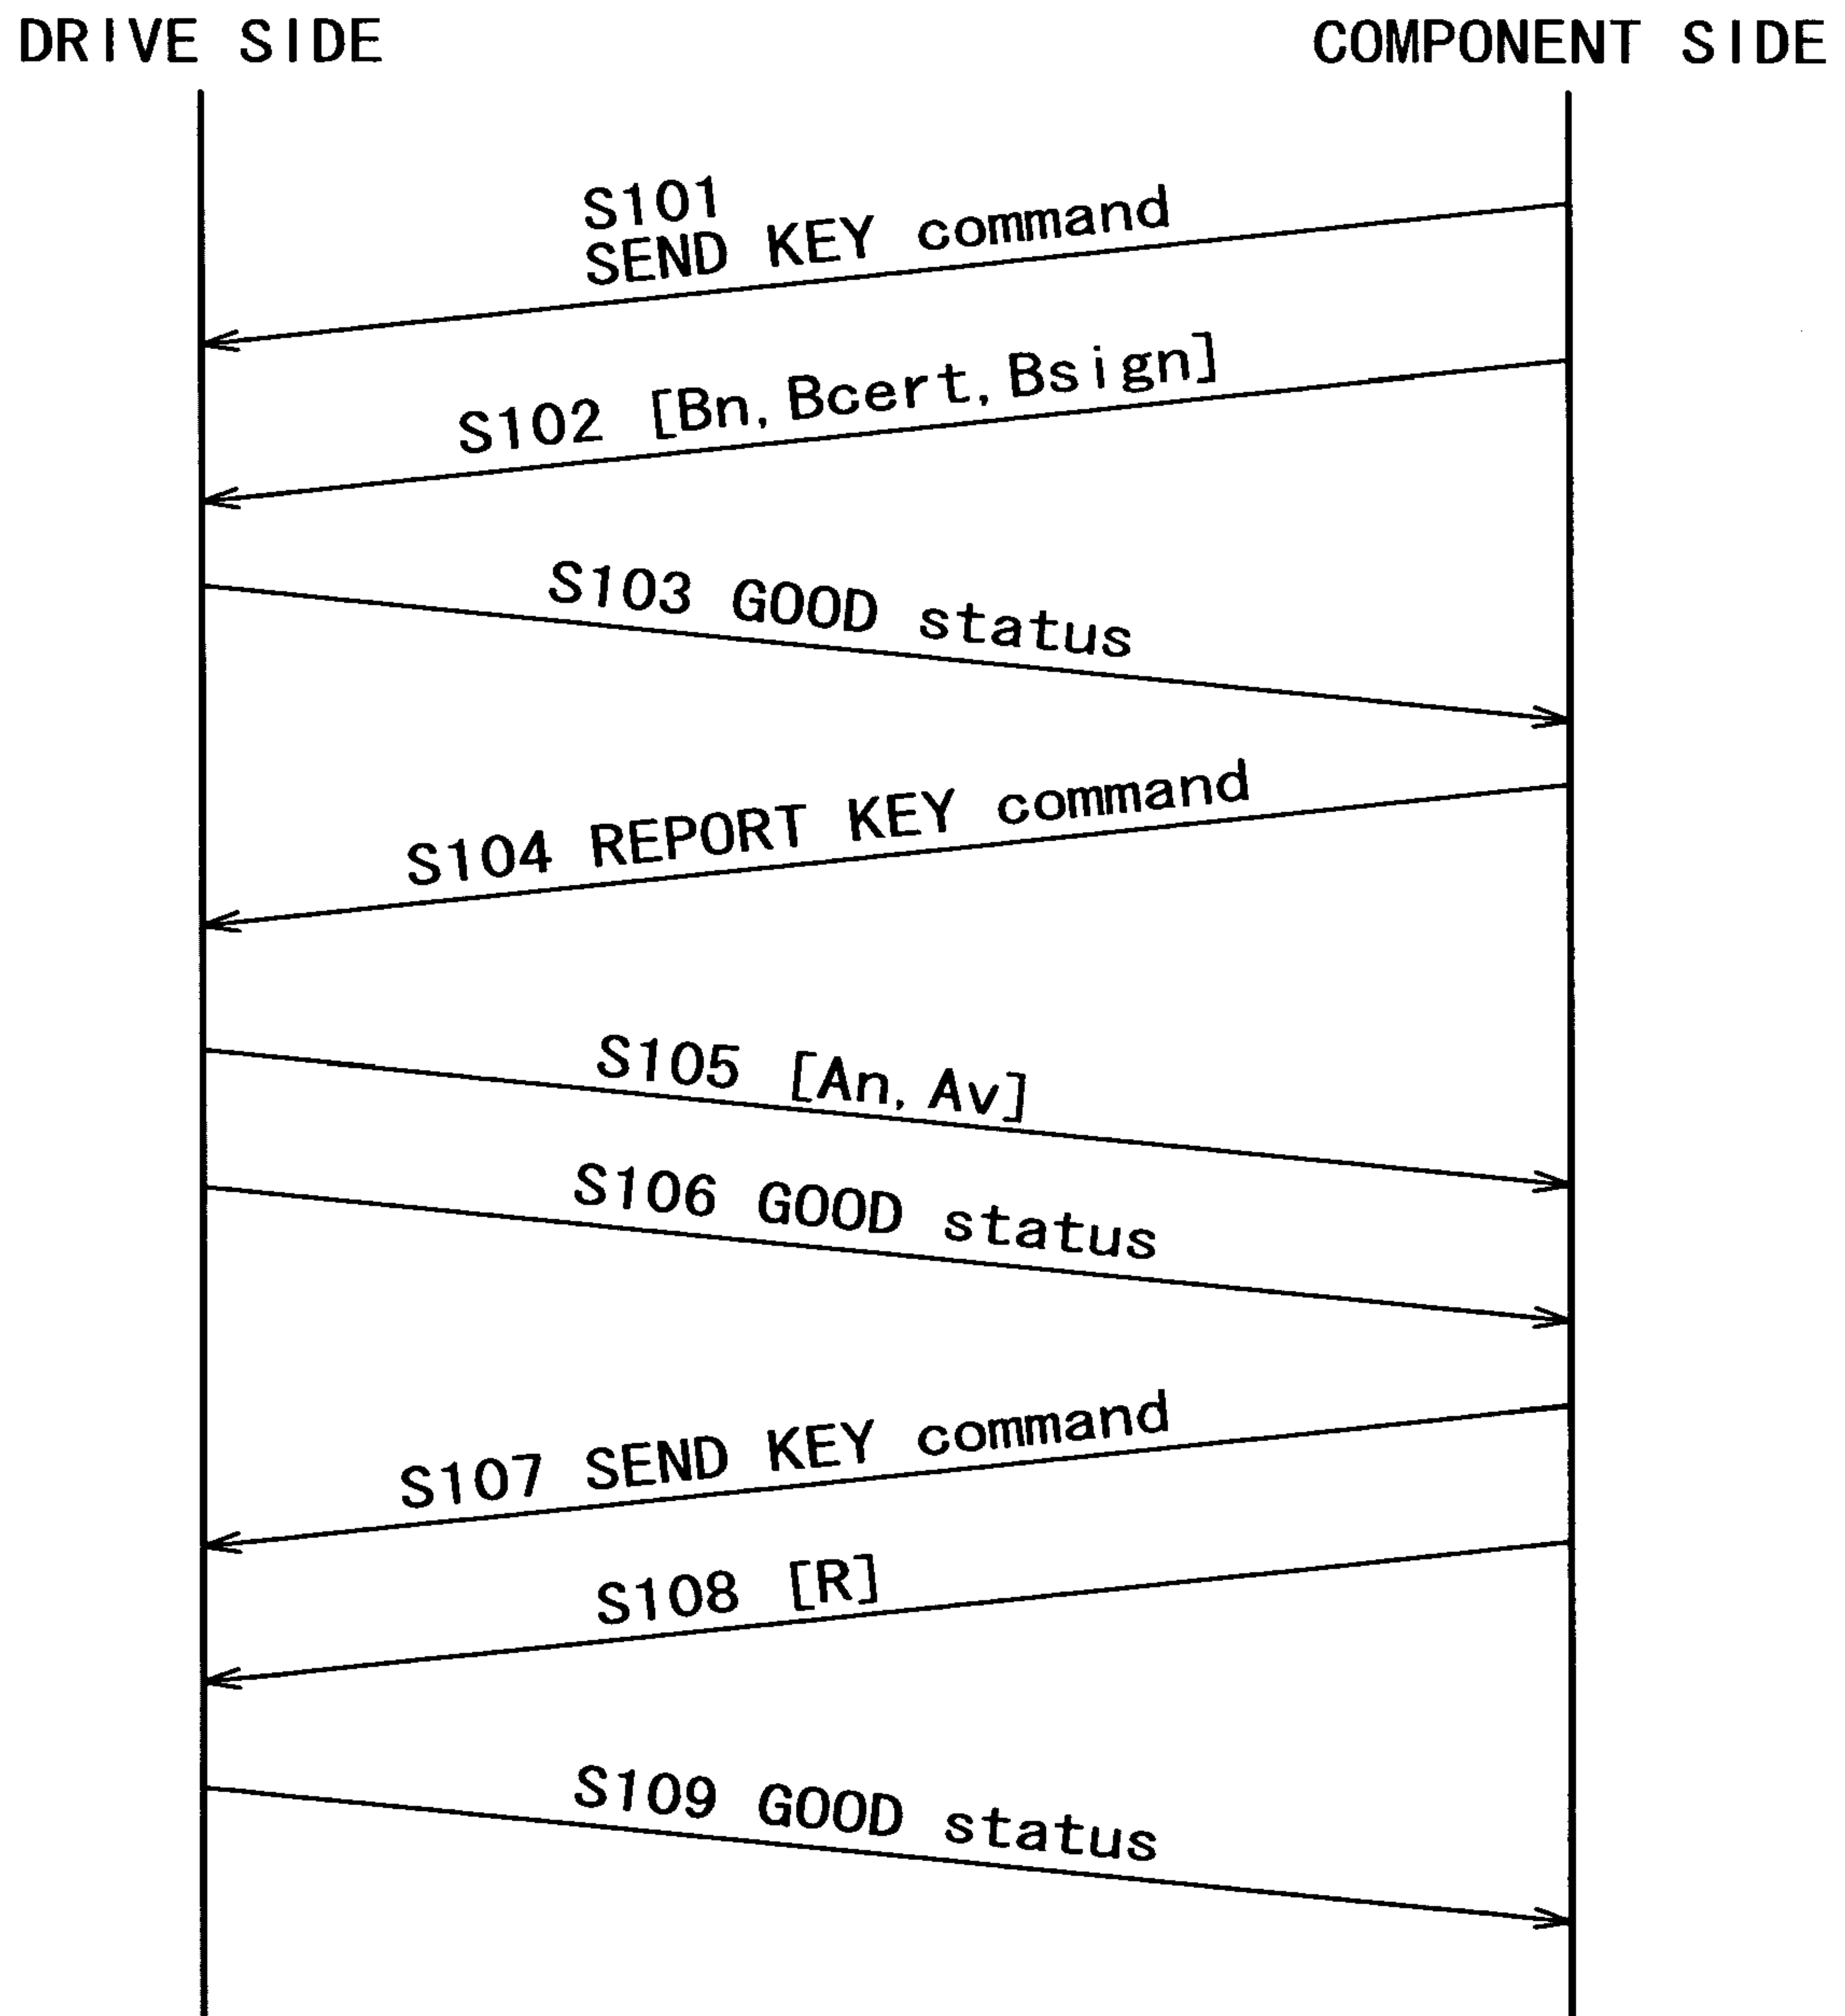 DRIVE SIDE
COMPONENT SIDE
S101
SEND KEY command
S102 [Bn, Bcert, Bsign]
S103 GOOD status
S104 REPORT KEY command
S105 [An, Av]
S106 GOOD status
S107 SEND KEY command
S108 [R]
S109 GOOD status